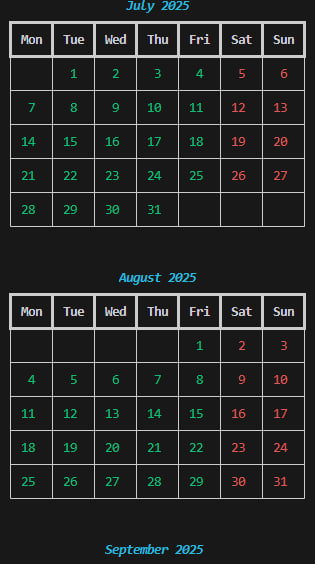 July 2025
Mon Tue Wed Thu Fri Sat Sun
1 2 3 4 5 6
7 8 9 10 11 12 13
14 15 16 17 18 19 20
21 22 23 24 25 26 27
28 29 30 31
August 2025
Mon Tue Wed Thu Fri Sat Sun
1 2 3
4 5 6 7 8 9 10
11 12 13 14 15 16 17
18 19 20 21 22 23 24
25 26 27 28 29 30 31
September 2025